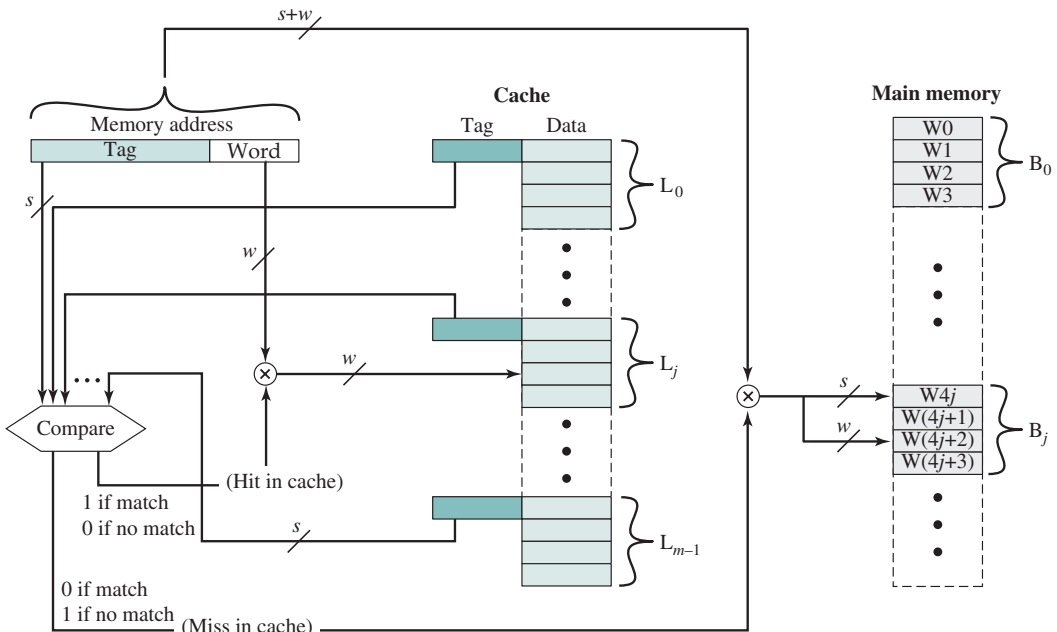 s+w
Cache
Main memory
Memory address
Tag
Data
Tag
Word
W0
W1
W2
W3
B0
L0
s
w
s
w
Lj
W4j
W(4j+1)
W(4j+2)
W(4j+3)
Bj
w
Compare
(Hit in cache)
1 if match
0 if no match
s
Lm–1
0 if match
1 if no match
(Miss in cache)